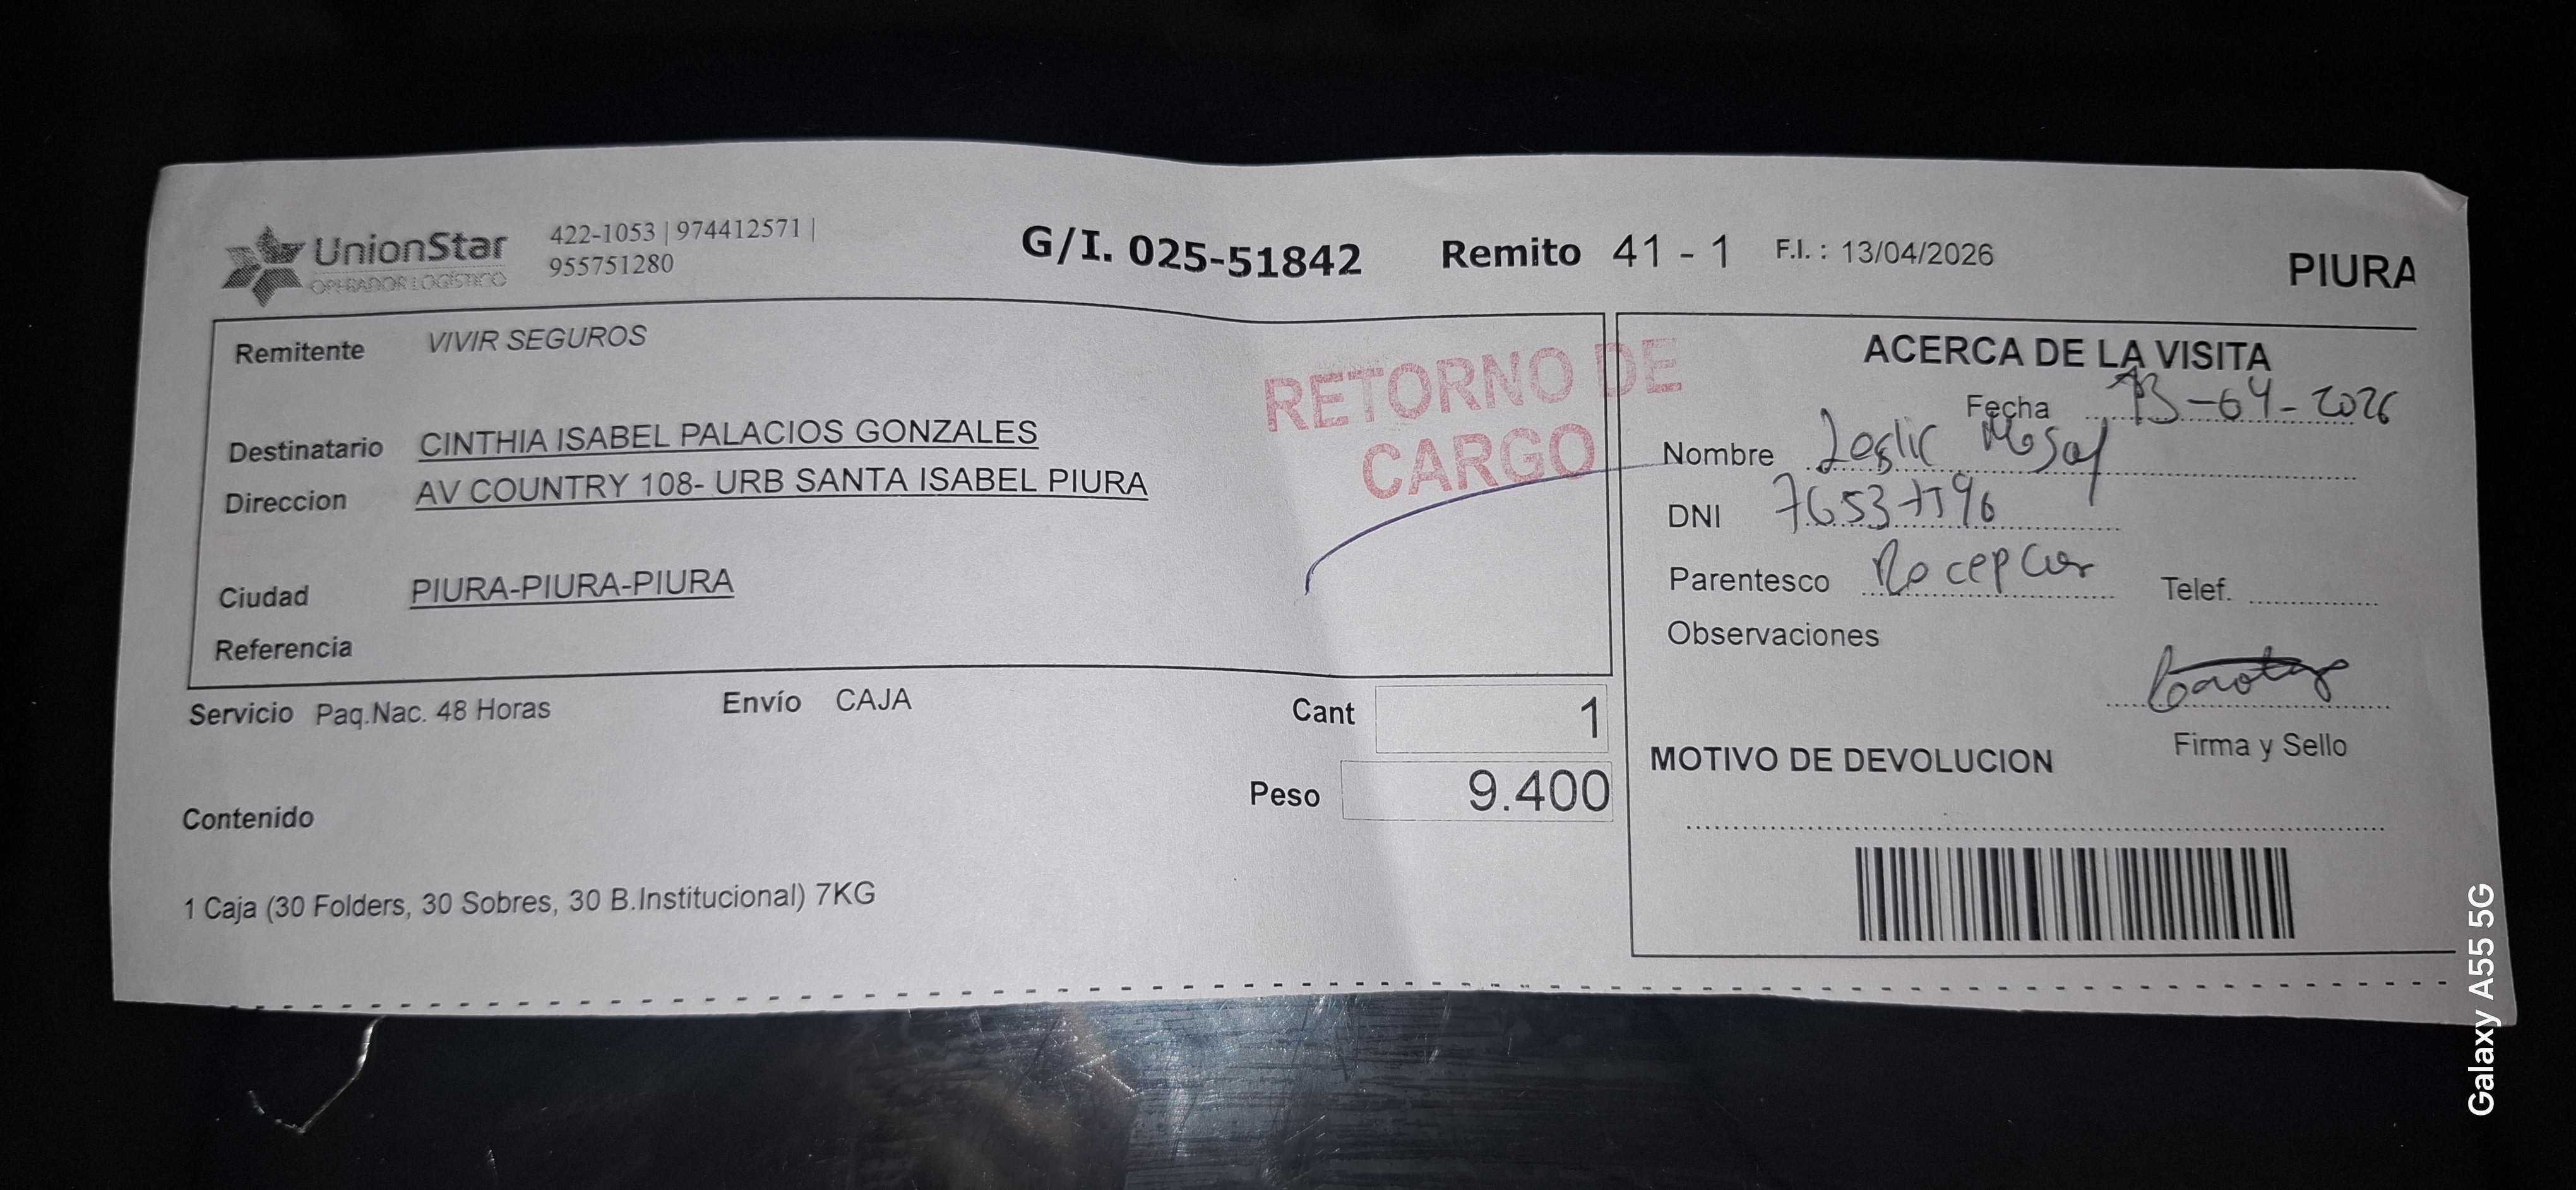 UnionStar
OPERADOR LOGÍSTICO
422-1053 | 974412571 |
955751280
G/I. 025-51842
Remito 41 - 1
F.I. : 13/04/2026
PIURA
Remitente VIVIR SEGUROS
Destinatario CINTHIA ISABEL PALACIOS GONZALES
Direccion AV COUNTRY 108- URB SANTA ISABEL PIURA
Ciudad PIURA-PIURA-PIURA
Referencia
RETORNO DE
CARGO
Servicio Paq.Nac. 48 Horas
Envío CAJA
Cant 1
Peso 9.400
Contenido
1 Caja (30 Folders, 30 Sobres, 30 B.Institucional) 7KG
ACERCA DE LA VISITA
Fecha -04-2026
Nombre Leslie
DNI
Parentesco
Telef.
Observaciones
Firma y Sello
MOTIVO DE DEVOLUCION
Galaxy A55 5G